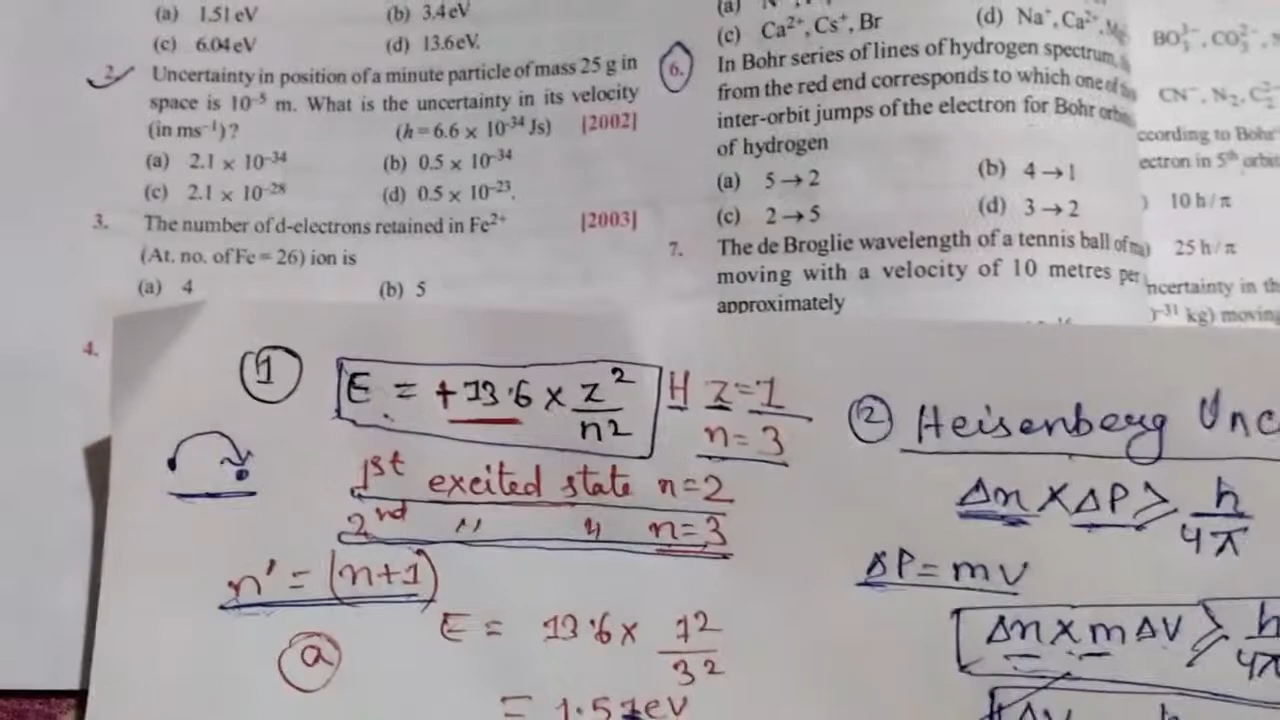 (a) 1.51 eV (b) 3.4 eV
(c) 6.04 eV (d) 13.6 eV.
2. Uncertainty in position of a minute particle of mass 25 g in
space is 10⁻⁵ m. What is the uncertainty in its velocity
(in ms⁻¹)? (h = 6.6 × 10⁻³⁴ Js) [2002]
(a) 2.1 × 10⁻³⁴ (b) 0.5 × 10⁻³⁴
(c) 2.1 × 10⁻²⁸ (d) 0.5 × 10⁻²³.
3. The number of d-electrons retained in Fe²⁺ [2003]
(At. no. of Fe = 26) ion is
(a) 4 (b) 5
4.
(a)
(c) Ca²⁺, Cs⁺, Br (d) Na⁺, Ca²⁺,
6. In Bohr series of lines of hydrogen spectrum,
from the red end corresponds to which one of
inter-orbit jumps of the electron for Bohr
of hydrogen
(a) 5→2 (b) 4→1
(c) 2→5 (d) 3→2
7. The de Broglie wavelength of a tennis ball of
moving with a velocity of 10 metres per
approximately
BO₃³⁻, CO₃²⁻,
CN⁻, N₂,
ccording to Bohr
ectron in 5ᵗʰ orbit
) 10 h/π
25 h/π
ncertainty in th
⁻³¹ kg) moving
① E = +13.6 × z²/n² H z=1
n=3
1st excited state n=2
2nd 〃 〃 n=3
n' = (n+1)
E = 13.6 × 1²/3²
(a)
= 1.51ev
② Heisenberg Unc
Δx × ΔP ≥ h/4π
ΔP = mv
Δx × m ΔV ≥ h/4π